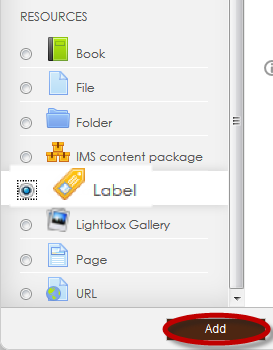 RESOURCES
Book
File
Folder
IMS content package
Label
Lightbox Gallery
Page
URL
Add